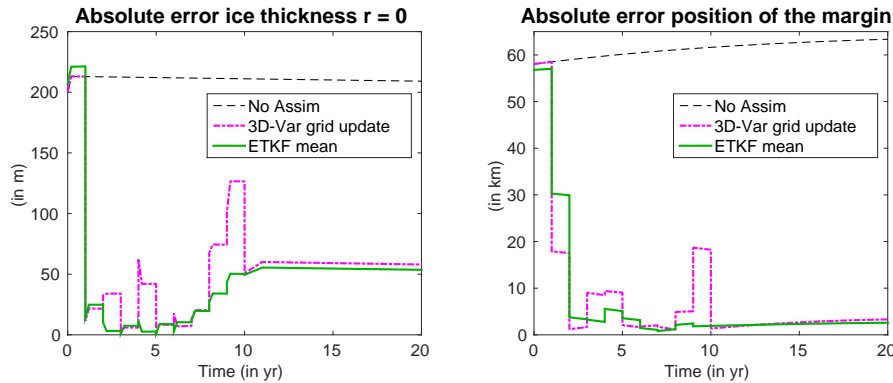 Absolute error ice thickness r = 0
250
200
150
100
50
0
(in m)
No Assim
3D-Var grid update
ETKF mean
0 5 10 15 20
Time (in yr)
Absolute error position of the margin
60
50
40
30
20
10
0
(in km)
No Assim
3D-Var grid update
ETKF mean
0 5 10 15 20
Time (in yr)